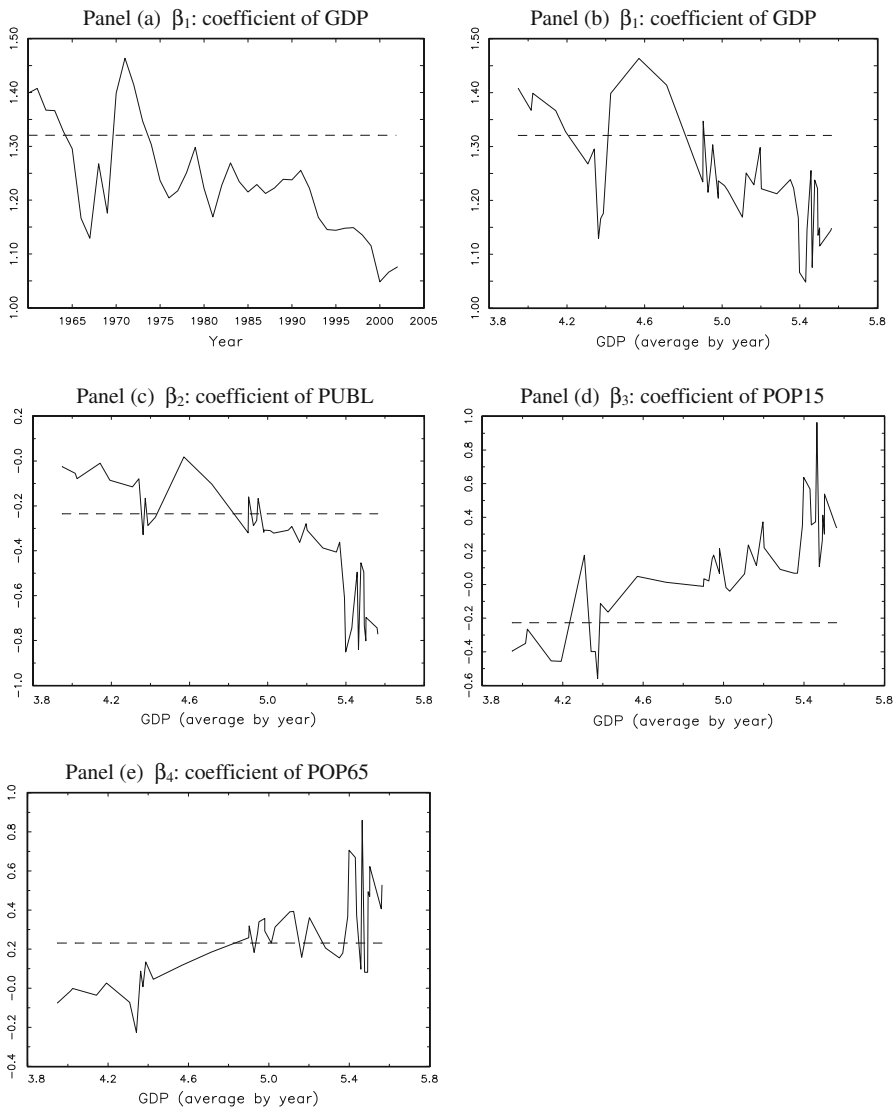 Panel (a) β1: coefficient of GDP
1.50
1.40
1.30
1.20
1.10
1.00
1965 1970 1975 1980 1985 1990 1995 2000 2005
Year
Panel (b) β1: coefficient of GDP
1.50
1.40
1.30
1.20
1.10
1.00
3.8 4.2 4.6 5.0 5.4 5.8
GDP (average by year)
Panel (c) β2: coefficient of PUBL
0.2
−0.0
−0.2
−0.4
−0.6
−0.8
−1.0
3.8 4.2 4.6 5.0 5.4 5.8
GDP (average by year)
Panel (d) β3: coefficient of POP15
1.0
0.8
0.6
0.4
0.2
−0.0
−0.2
−0.4
−0.6
3.8 4.2 4.6 5.0 5.4 5.8
GDP (average by year)
Panel (e) β4: coefficient of POP65
1.0
0.8
0.6
0.4
0.2
−0.0
−0.2
−0.4
3.8 4.2 4.6 5.0 5.4 5.8
GDP (average by year)